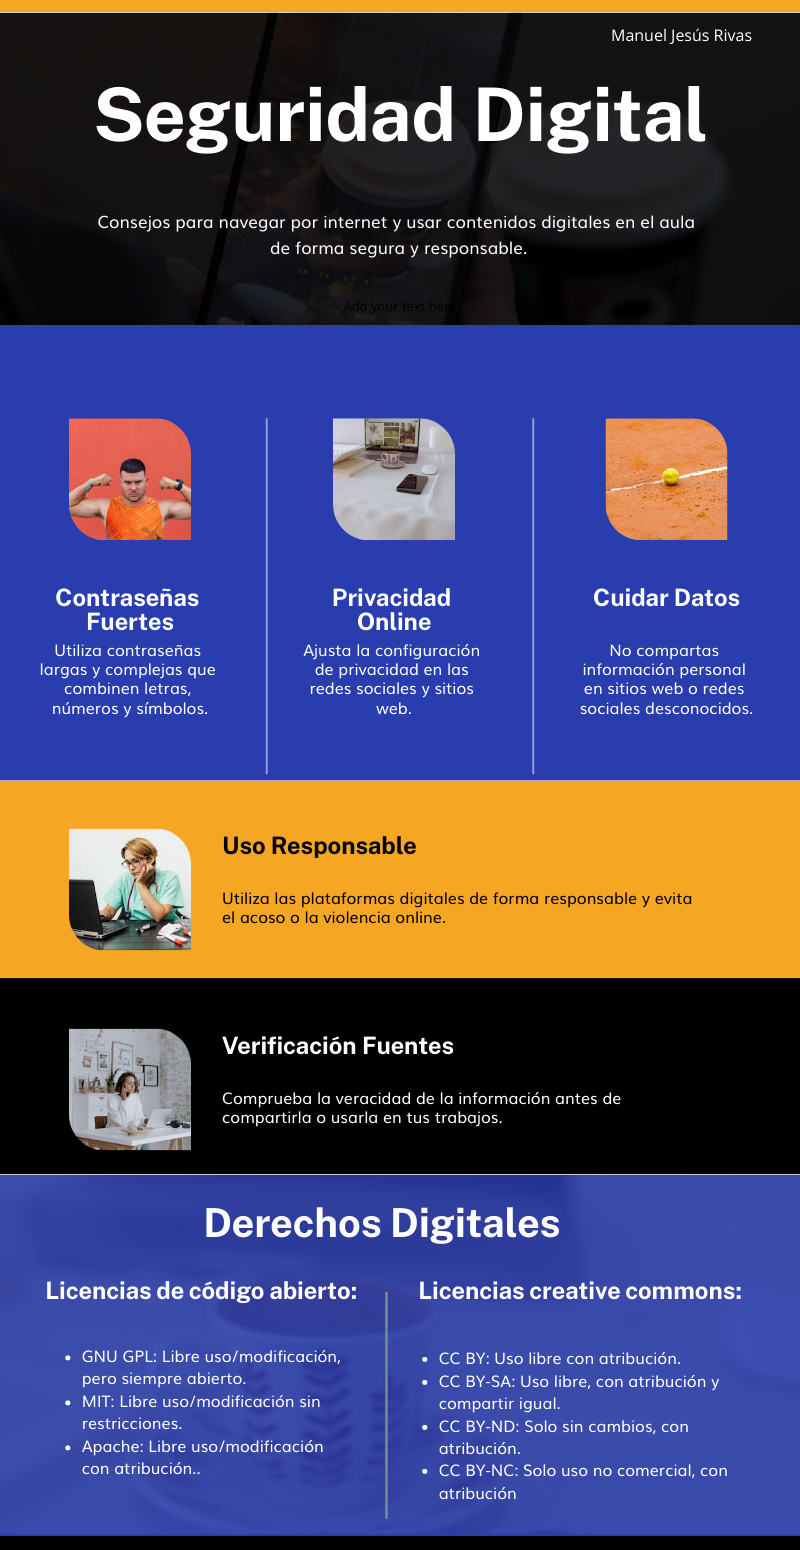 Manuel Jesús Rivas
Seguridad Digital
Consejos para navegar por internet y usar contenidos digitales en el aula
de forma segura y responsable.
Add your text here
Contraseñas
Fuertes
Utiliza contraseñas
largas y complejas que
combinen letras,
números y símbolos.
Privacidad
Online
Ajusta la configuración
de privacidad en las
redes sociales y sitios
web.
Cuidar Datos
No compartas
información personal
en sitios web o redes
sociales desconocidos.
Uso Responsable
Utiliza las plataformas digitales de forma responsable y evita
el acoso o la violencia online.
Verificación Fuentes
Comprueba la veracidad de la información antes de
compartirla o usarla en tus trabajos.
Derechos Digitales
Licencias de código abierto:
• GNU GPL: Libre uso/modificación,
pero siempre abierto.
• MIT: Libre uso/modificación sin
restricciones.
• Apache: Libre uso/modificación
con atribución..
Licencias creative commons:
• CC BY: Uso libre con atribución.
• CC BY-SA: Uso libre, con atribución y
compartir igual.
• CC BY-ND: Solo sin cambios, con
atribución.
• CC BY-NC: Solo uso no comercial, con
atribución